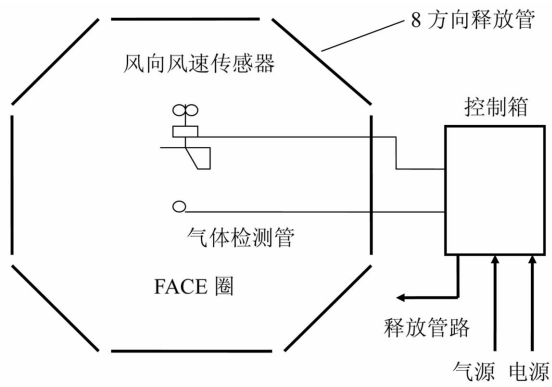 8 方向释放管
风向风速传感器
控制箱
气体检测管
FACE 圈
释放管路
气源 电源